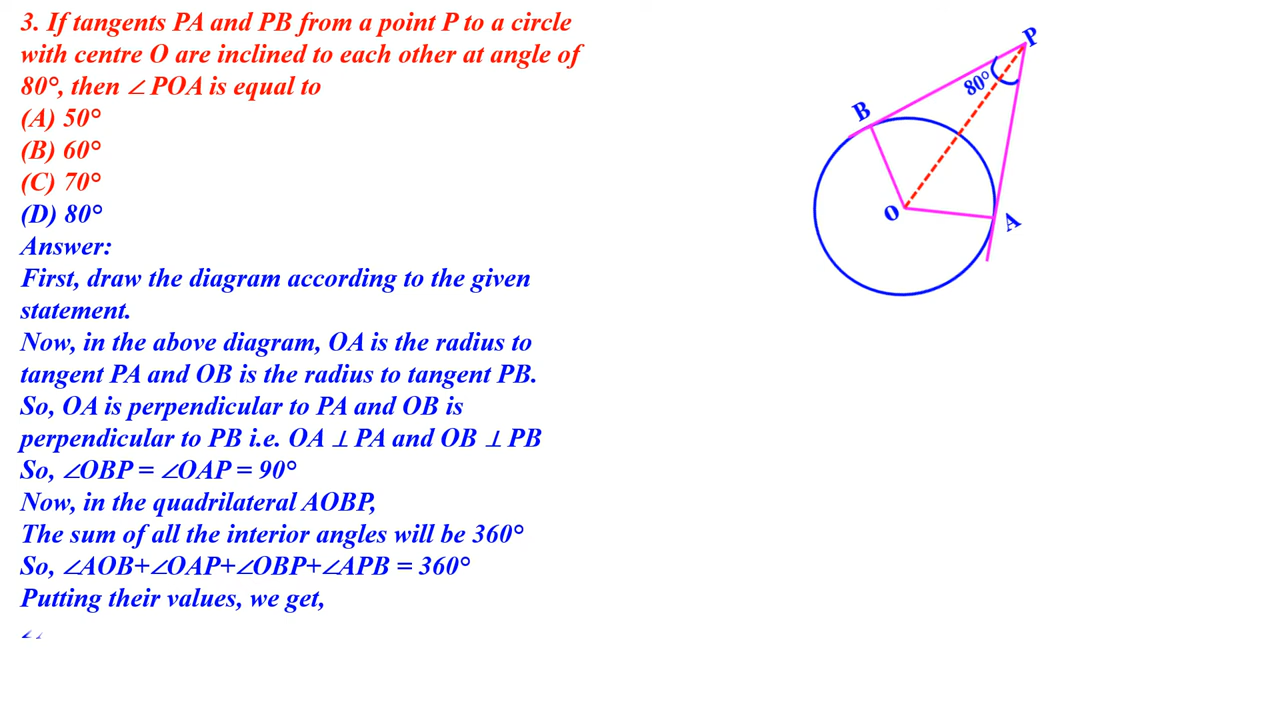 3. If tangents PA and PB from a point P to a circle
with centre O are inclined to each other at angle of
80°, then ∠ POA is equal to
(A) 50°
(B) 60°
(C) 70°
(D) 80°
Answer:
First, draw the diagram according to the given
statement.
Now, in the above diagram, OA is the radius to
tangent PA and OB is the radius to tangent PB.
So, OA is perpendicular to PA and OB is
perpendicular to PB i.e. OA ⊥ PA and OB ⊥ PB
So, ∠OBP = ∠OAP = 90°
Now, in the quadrilateral AOBP,
The sum of all the interior angles will be 360°
So, ∠AOB+∠OAP+∠OBP+∠APB = 360°
Putting their values, we get,
P
80°
B
O
A